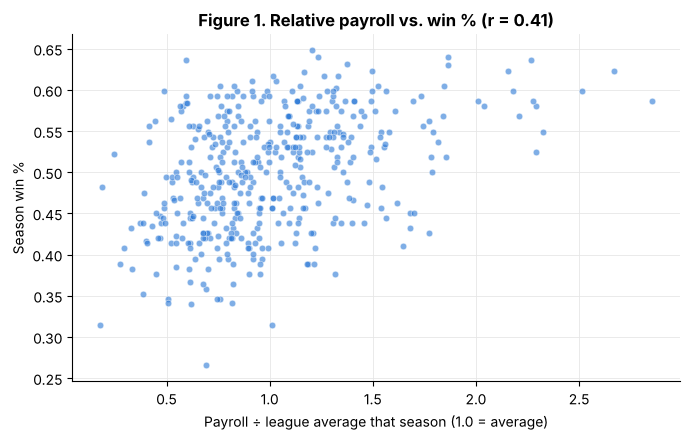 Figure 1. Relative payroll vs. win % (r = 0.41)
Season win %
0.65
0.60
0.55
0.50
0.45
0.40
0.35
0.30
0.25
0.5 1.0 1.5 2.0 2.5
Payroll ÷ league average that season (1.0 = average)